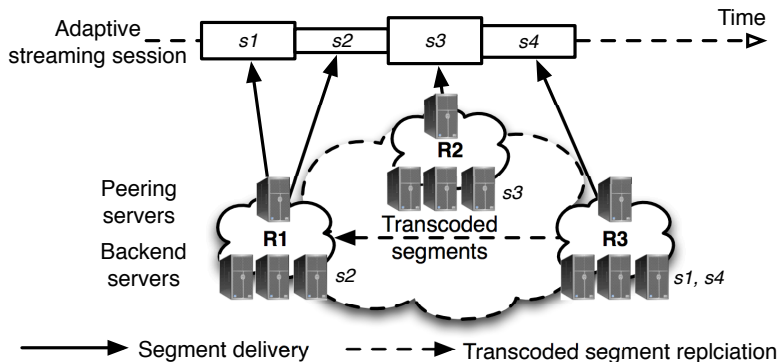 Adaptive
streaming session
s1
s2
s3
s4
Time
R2
s3
Peering
servers
R1
Transcoded
segments
R3
Backend
servers
s2
s1, s4
Segment delivery
Transcoded segment replciation